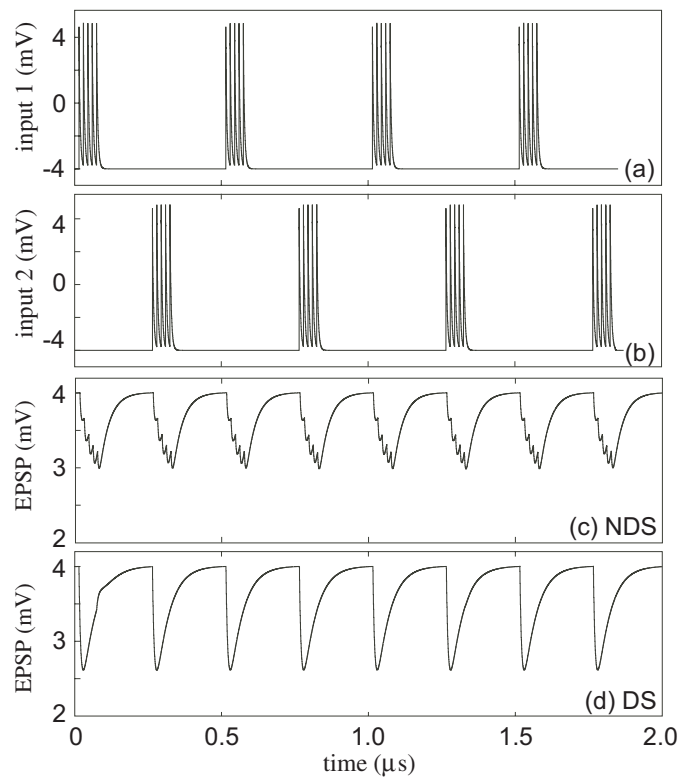 4
0
-4
input 1 (mV)
(a)
4
0
-4
input 2 (mV)
(b)
4
3
2
EPSP (mV)
(c) NDS
4
3
2
EPSP (mV)
(d) DS
0 0.5 1.0 1.5 2.0
time (μs)